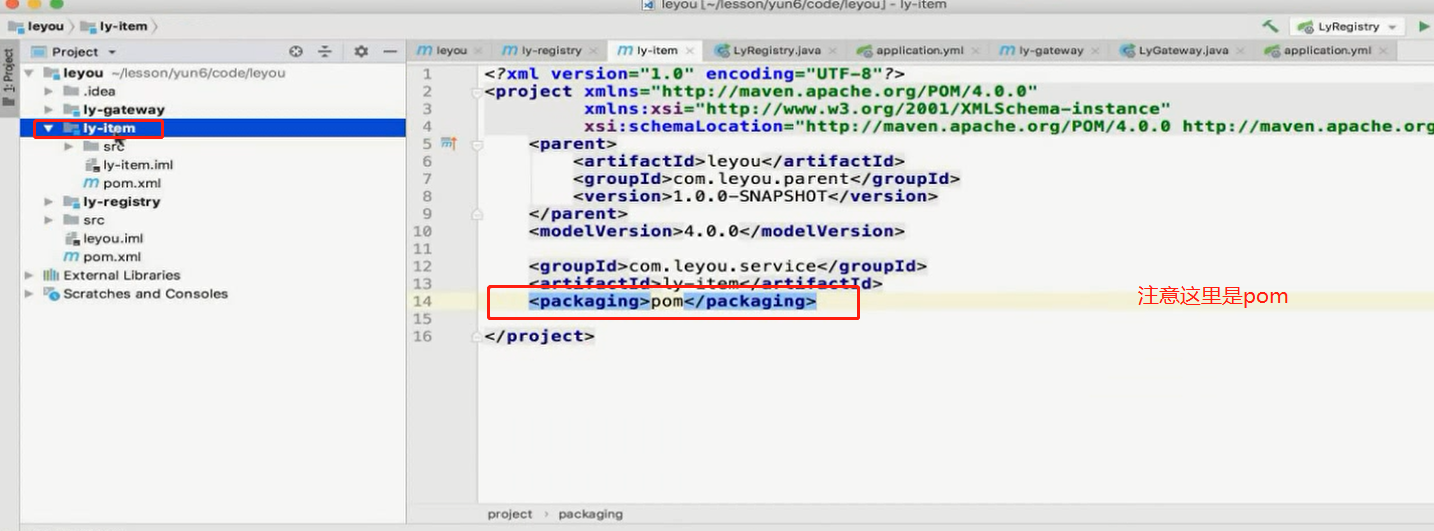 leyou [~/lesson/yun6/code/leyou] - ly-item
leyou ly-item
LyRegistry
1: Project
Project
leyou ~/lesson/yun6/code/leyou
.idea
ly-gateway
ly-item
src
ly-item.iml
pom.xml
ly-registry
src
leyou.iml
pom.xml
External Libraries
Scratches and Consoles
leyou ly-registry ly-item LyRegistry.java application.yml ly-gateway LyGateway.java application.yml
1 <?xml version="1.0" encoding="UTF-8"?>
2 <project xmlns="http://maven.apache.org/POM/4.0.0"
3 xmlns:xsi="http://www.w3.org/2001/XMLSchema-instance"
4 xsi:schemaLocation="http://maven.apache.org/POM/4.0.0 http://maven.apache.org
5 <parent>
6 <artifactId>leyou</artifactId>
7 <groupId>com.leyou.parent</groupId>
8 <version>1.0.0-SNAPSHOT</version>
9 </parent>
10 <modelVersion>4.0.0</modelVersion>
11
12 <groupId>com.leyou.service</groupId>
13 <artifactId>ly-item</artifactId>
14 <packaging>pom</packaging>
15
16 </project>
注意这里是pom
project › packaging